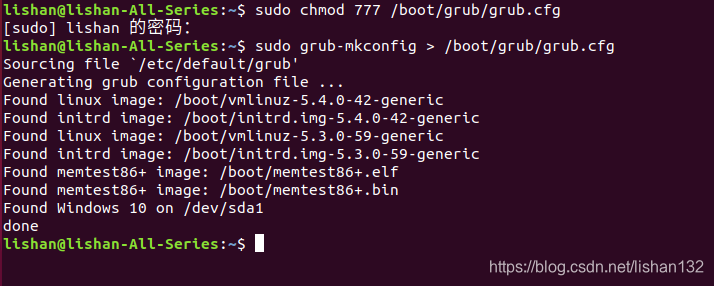 lishan@lishan-All-Series:~$ sudo chmod 777 /boot/grub/grub.cfg
[sudo] lishan 的密码：
lishan@lishan-All-Series:~$ sudo grub-mkconfig > /boot/grub/grub.cfg
Sourcing file `/etc/default/grub'
Generating grub configuration file ...
Found linux image: /boot/vmlinuz-5.4.0-42-generic
Found initrd image: /boot/initrd.img-5.4.0-42-generic
Found linux image: /boot/vmlinuz-5.3.0-59-generic
Found initrd image: /boot/initrd.img-5.3.0-59-generic
Found memtest86+ image: /boot/memtest86+.elf
Found memtest86+ image: /boot/memtest86+.bin
Found Windows 10 on /dev/sda1
done
lishan@lishan-All-Series:~$
https://blog.csdn.net/lishan132